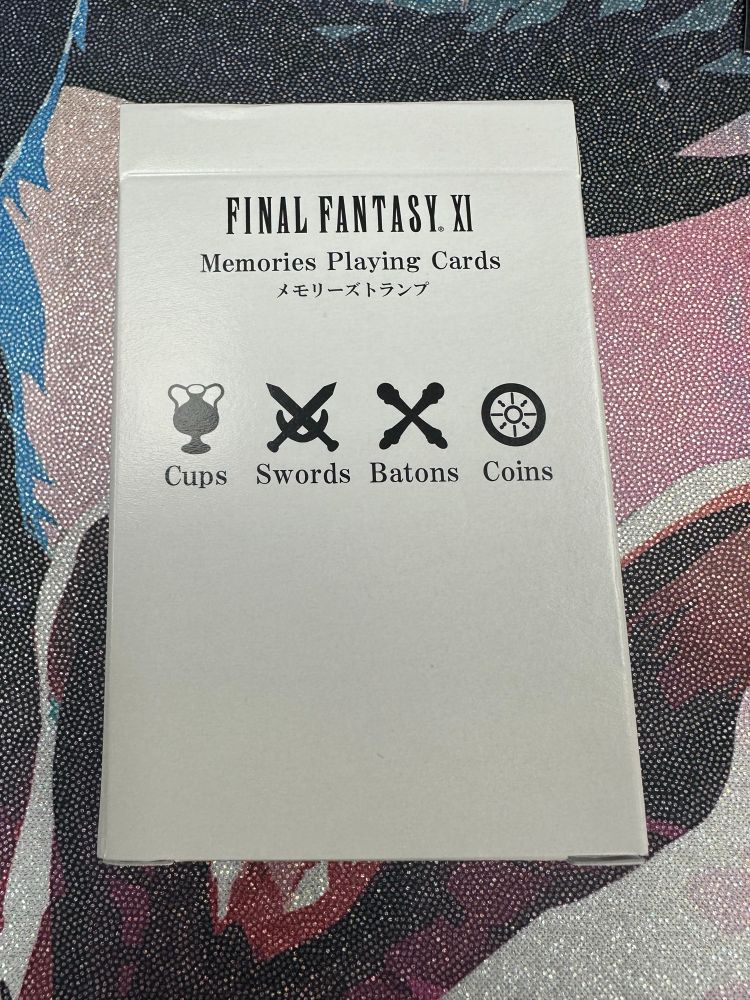 FINAL FANTASY® XI
Memories Playing Cards
メモリーズトランプ
Cups Swords Batons Coins